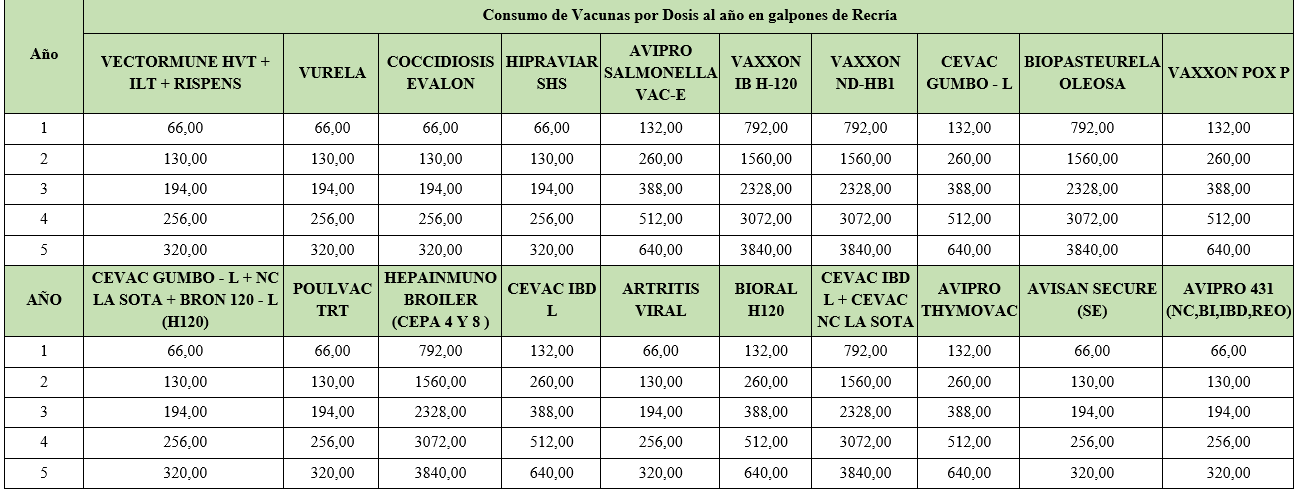 Consumo de Vacunas por Dosis al año en galpones de Recría
Año
VECTORMUNE HVT +
ILT + RISPENS
VURELA
COCCIDIOSIS
EVALON
HIPRAVIAR
SHS
AVIPRO
SALMONELLA
VAC-E
VAXXON
IB H-120
VAXXON
ND-HB1
CEVAC
GUMBO - L
BIOPASTEURELA
OLEOSA
VAXXON POX P
1 66,00 66,00 66,00 66,00 132,00 792,00 792,00 132,00 792,00 132,00
2 130,00 130,00 130,00 130,00 260,00 1560,00 1560,00 260,00 1560,00 260,00
3 194,00 194,00 194,00 194,00 388,00 2328,00 2328,00 388,00 2328,00 388,00
4 256,00 256,00 256,00 256,00 512,00 3072,00 3072,00 512,00 3072,00 512,00
5 320,00 320,00 320,00 320,00 640,00 3840,00 3840,00 640,00 3840,00 640,00
AÑO
CEVAC GUMBO - L + NC
LA SOTA + BRON 120 - L
(H120)
POULVAC
TRT
HEPAINMUNO
BROILER
(CEPA 4 Y 8 )
CEVAC IBD
L
ARTRITIS
VIRAL
BIORAL
H120
CEVAC IBD
L + CEVAC
NC LA SOTA
AVIPRO
THYMOVAC
AVISAN SECURE
(SE)
AVIPRO 431
(NC,BI,IBD,REO)
1 66,00 66,00 792,00 132,00 66,00 132,00 792,00 132,00 66,00 66,00
2 130,00 130,00 1560,00 260,00 130,00 260,00 1560,00 260,00 130,00 130,00
3 194,00 194,00 2328,00 388,00 194,00 388,00 2328,00 388,00 194,00 194,00
4 256,00 256,00 3072,00 512,00 256,00 512,00 3072,00 512,00 256,00 256,00
5 320,00 320,00 3840,00 640,00 320,00 640,00 3840,00 640,00 320,00 320,00